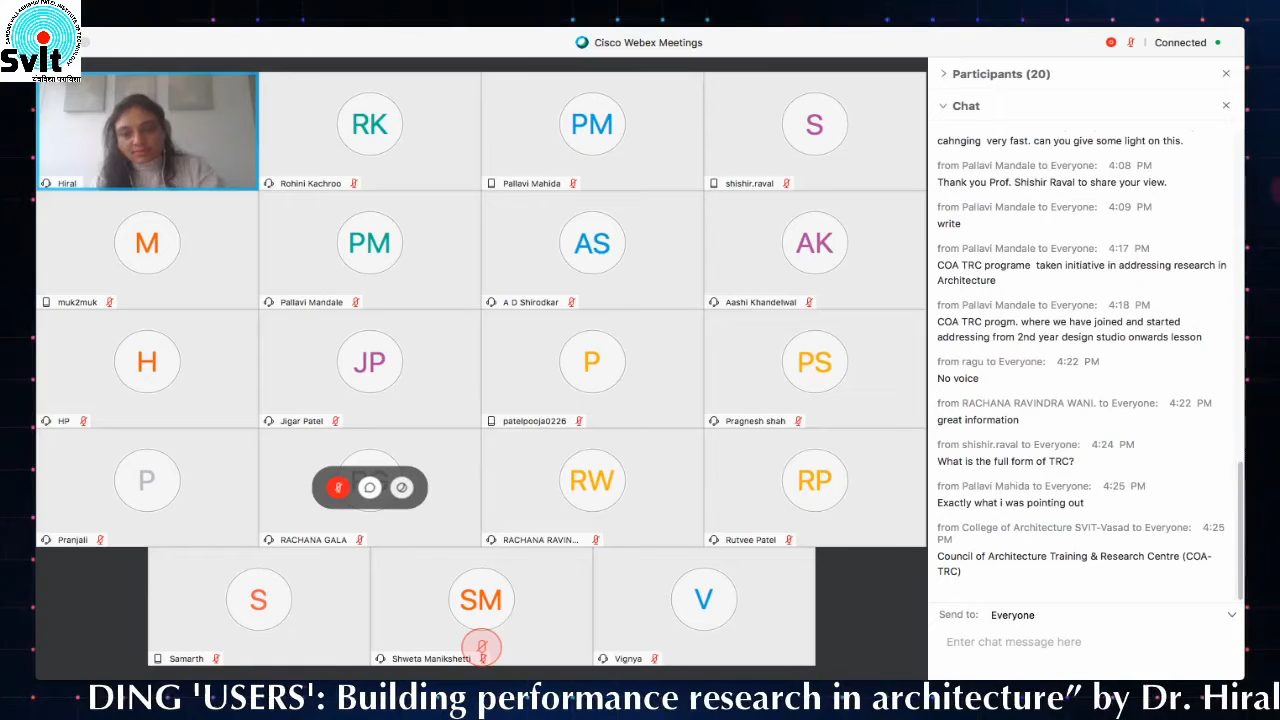 SARDAR VALLABHBHAI PATEL INSTITUTE OF TECHNOLOGY
SVIT
Cisco Webex Meetings
Connected
Hiral
RK
Rohini Kachroo
PM
Pallavi Mahida
S
shishir.raval
M
muk2muk
PM
Pallavi Mandale
AS
A D Shirodkar
AK
Aashi Khandelwal
H
HP
JP
Jigar Patel
P
patelpooja0226
PS
Pragnesh shah
P
Pranjali
RACHANA GALA
RW
RACHANA RAVIN...
RP
Rutvee Patel
S
Samarth
SM
Shweta Manikshetti
V
Vignya
Participants (20)
Chat
cahnging very fast. can you give some light on this.
from Pallavi Mandale to Everyone: 4:08 PM
Thank you Prof. Shishir Raval to share your view.
from Pallavi Mandale to Everyone: 4:09 PM
write
from Pallavi Mandale to Everyone: 4:17 PM
COA TRC programe taken initiative in addressing research in
Architecture
from Pallavi Mandale to Everyone: 4:18 PM
COA TRC progm. where we have joined and started
addressing from 2nd year design studio onwards lesson
from ragu to Everyone: 4:22 PM
No voice
from RACHANA RAVINDRA WANI. to Everyone: 4:22 PM
great information
from shishir.raval to Everyone: 4:24 PM
What is the full form of TRC?
from Pallavi Mahida to Everyone: 4:25 PM
Exactly what i was pointing out
from College of Architecture SVIT-Vasad to Everyone: 4:25
PM
Council of Architecture Training & Research Centre (COA-
TRC)
Send to: Everyone
Enter chat message here
DING 'USERS': Building performance research in architecture” by Dr. Hiral